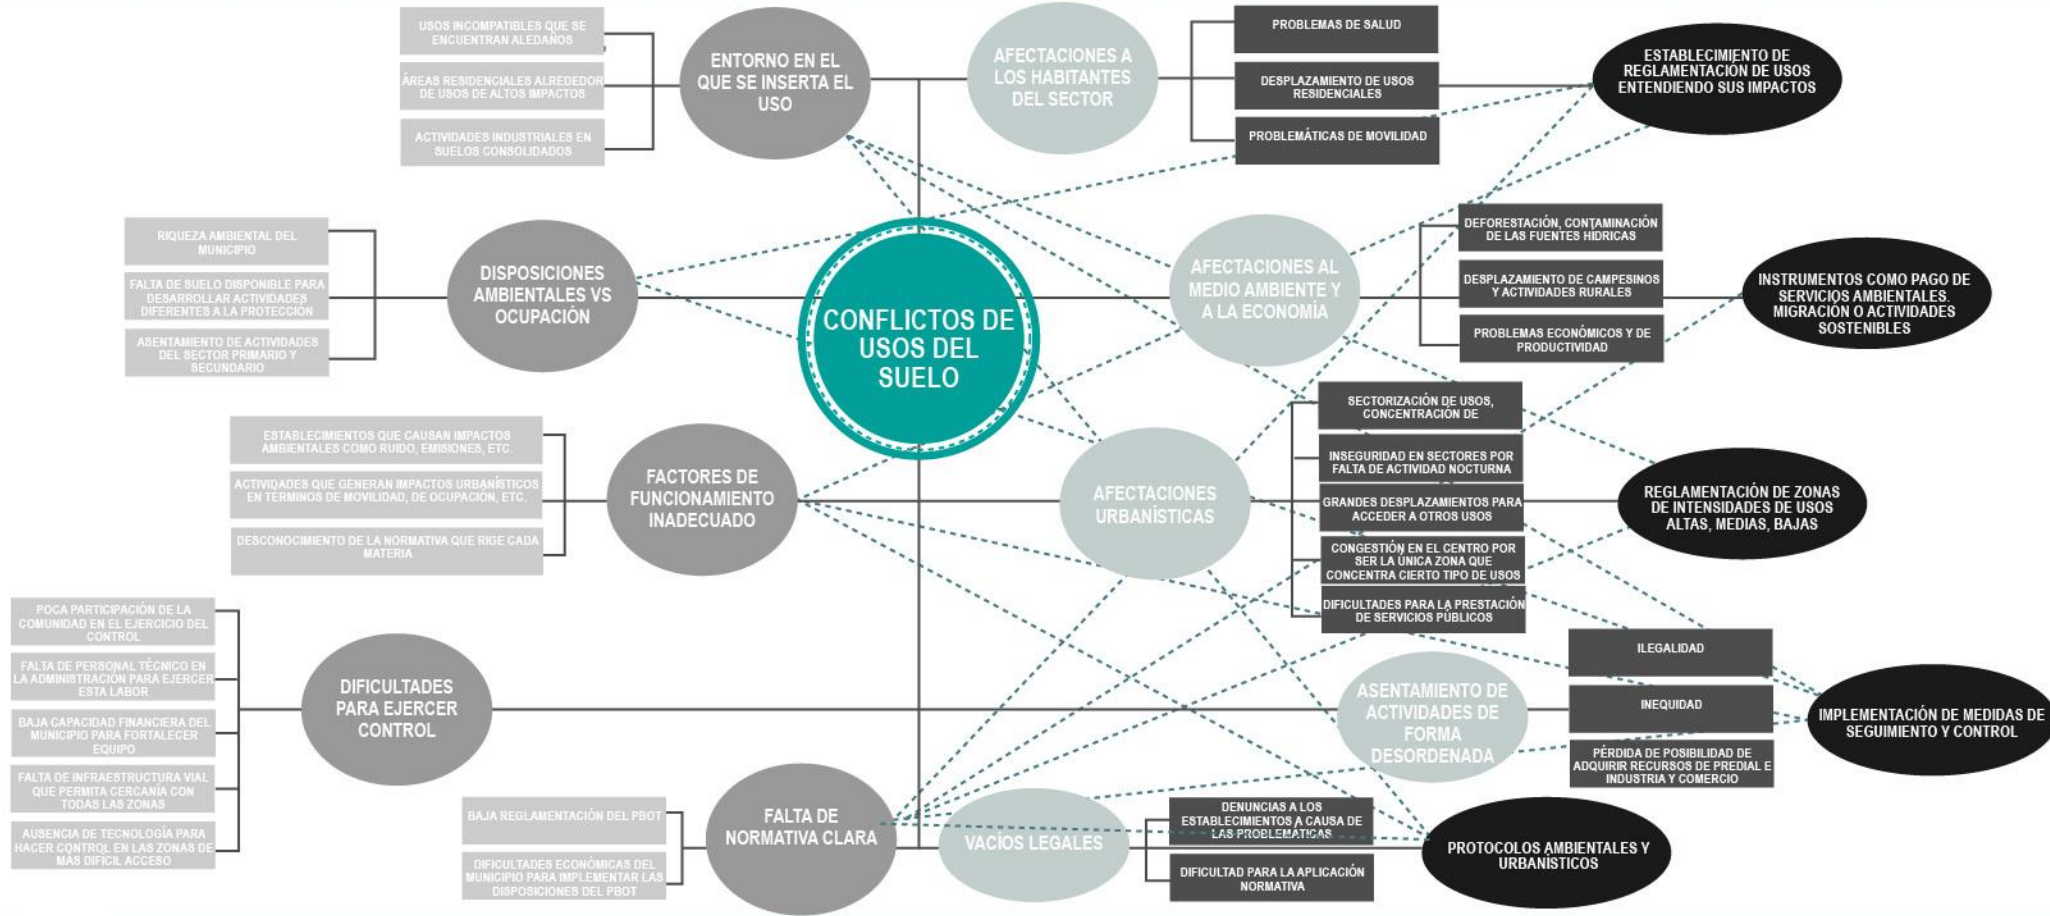 USOS INCOMPATIBLES QUE SE
ENCUENTRAN ALEDAÑOS
ÁREAS RESIDENCIALES ALREDEDOR
DE USOS DE ALTOS IMPACTOS
ACTIVIDADES INDUSTRIALES EN
SUELOS CONSOLIDADOS
ENTORNO EN EL
QUE SE INSERTA EL
USO
AFECTACIONES A
LOS HABITANTES
DEL SECTOR
PROBLEMAS DE SALUD
DESPLAZAMIENTO DE USOS
RESIDENCIALES
PROBLEMÁTICAS DE MOVILIDAD
ESTABLECIMIENTO DE
REGLAMENTACIÓN DE USOS
ENTENDIENDO SUS IMPACTOS
RIQUEZA AMBIENTAL DEL
MUNICIPIO
FALTA DE SUELO DISPONIBLE PARA
DESARROLLAR ACTIVIDADES
DIFERENTES A LA PROTECCIÓN
ASENTAMIENTO DE ACTIVIDADES
DEL SECTOR PRIMARIO Y
SECUNDARIO
DISPOSICIONES
AMBIENTALES VS
OCUPACIÓN
CONFLICTOS DE
USOS DEL
SUELO
AFECTACIONES AL
MEDIO AMBIENTE Y
A LA ECONOMÍA
DEFORESTACIÓN, CONTAMINACIÓN
DE LAS FUENTES HÍDRICAS
DESPLAZAMIENTO DE CAMPESINOS
Y ACTIVIDADES RURALES
PROBLEMAS ECONÓMICOS Y DE
PRODUCTIVIDAD
INSTRUMENTOS COMO PAGO DE
SERVICIOS AMBIENTALES.
MIGRACIÓN O ACTIVIDADES
SOSTENIBLES
ESTABLECIMIENTOS QUE CAUSAN IMPACTOS
AMBIENTALES COMO RUIDO, EMISIONES, ETC.
ACTIVIDADES QUE GENERAN IMPACTOS URBANÍSTICOS
EN TERMINOS DE MOVILIDAD, DE OCUPACIÓN, ETC.
DESCONOCIMIENTO DE LA NORMATIVA QUE RIGE CADA
MATERIA
FACTORES DE
FUNCIONAMIENTO
INADECUADO
AFECTACIONES
URBANÍSTICAS
SECTORIZACIÓN DE USOS,
CONCENTRACIÓN DE
INSEGURIDAD EN SECTORES POR
FALTA DE ACTIVIDAD NOCTURNA
GRANDES DESPLAZAMIENTOS PARA
ACCEDER A OTROS USOS
CONGESTIÓN EN EL CENTRO POR
SER LA ÚNICA ZONA QUE
CONCENTRA CIERTO TIPO DE USOS
DIFICULTADES PARA LA PRESTACIÓN
DE SERVICIOS PÚBLICOS
REGLAMENTACIÓN DE ZONAS
DE INTENSIDADES DE USOS
ALTAS, MEDIAS, BAJAS
POCA PARTICIPACIÓN DE LA
COMUNIDAD EN EL EJERCICIO DEL
CONTROL
FALTA DE PERSONAL TÉCNICO EN
LA ADMINISTRACIÓN PARA EJERCER
ESTA LABOR
BAJA CAPACIDAD FINANCIERA DEL
MUNICIPIO PARA FORTALECER
EQUIPO
FALTA DE INFRAESTRUCTURA VIAL
QUE PERMITA CERCANÍA CON
TODAS LAS ZONAS
AUSENCIA DE TECNOLOGÍA PARA
HACER CONTROL EN LAS ZONAS DE
MAS DIFICIL ACCESO
DIFICULTADES
PARA EJERCER
CONTROL
ASENTAMIENTO DE
ACTIVIDADES DE
FORMA
DESORDENADA
ILEGALIDAD
INEQUIDAD
PÉRDIDA DE POSIBILIDAD DE
ADQUIRIR RECURSOS DE PREDIAL E
INDUSTRIA Y COMERCIO
IMPLEMENTACIÓN DE MEDIDAS DE
SEGUIMIENTO Y CONTROL
BAJA REGLAMENTACIÓN DEL PBOT
DIFICULTADES ECONÓMICAS DEL
MUNICIPIO PARA IMPLEMENTAR LAS
DISPOSICIONES DEL PBOT
FALTA DE
NORMATIVA CLARA
VACÍOS LEGALES
DENUNCIAS A LOS
ESTABLECIMIENTOS A CAUSA DE
LAS PROBLEMÁTICAS
DIFICULTAD PARA LA APLICACIÓN
NORMATIVA
PROTOCOLOS AMBIENTALES Y
URBANÍSTICOS